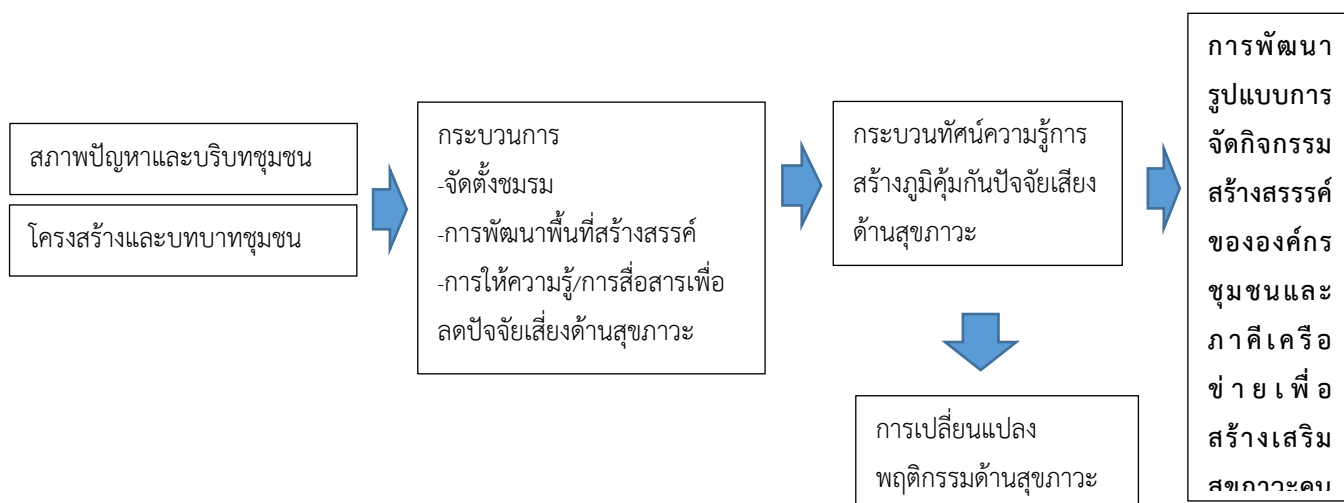 สภาพปัญหาและบริบทชุมชน
โครงสร้างและบทบาทชุมชน
กระบวนการ
-จัดตั้งชมรม
-การพัฒนาพื้นที่สร้างสรรค์
-การให้ความรู้/การสื่อสารเพื่อ
ลดปัจจัยเสี่ยงด้านสุขภาวะ
กระบวนทัศน์ความรู้การ
สร้างภูมิคุ้มกันปัจจัยเสียง
ด้านสุขภาวะ
การเปลี่ยนแปลง
พฤติกรรมด้านสุขภาวะ
การพัฒนา
รูปแบบการ
จัดกิจกรรม
สร้างสรรรค์
ขององค์กร
ชุมชนและ
ภาคีเครือ
ข่ายเพื่อ
สร้างเสริม
สุขภาวะคน